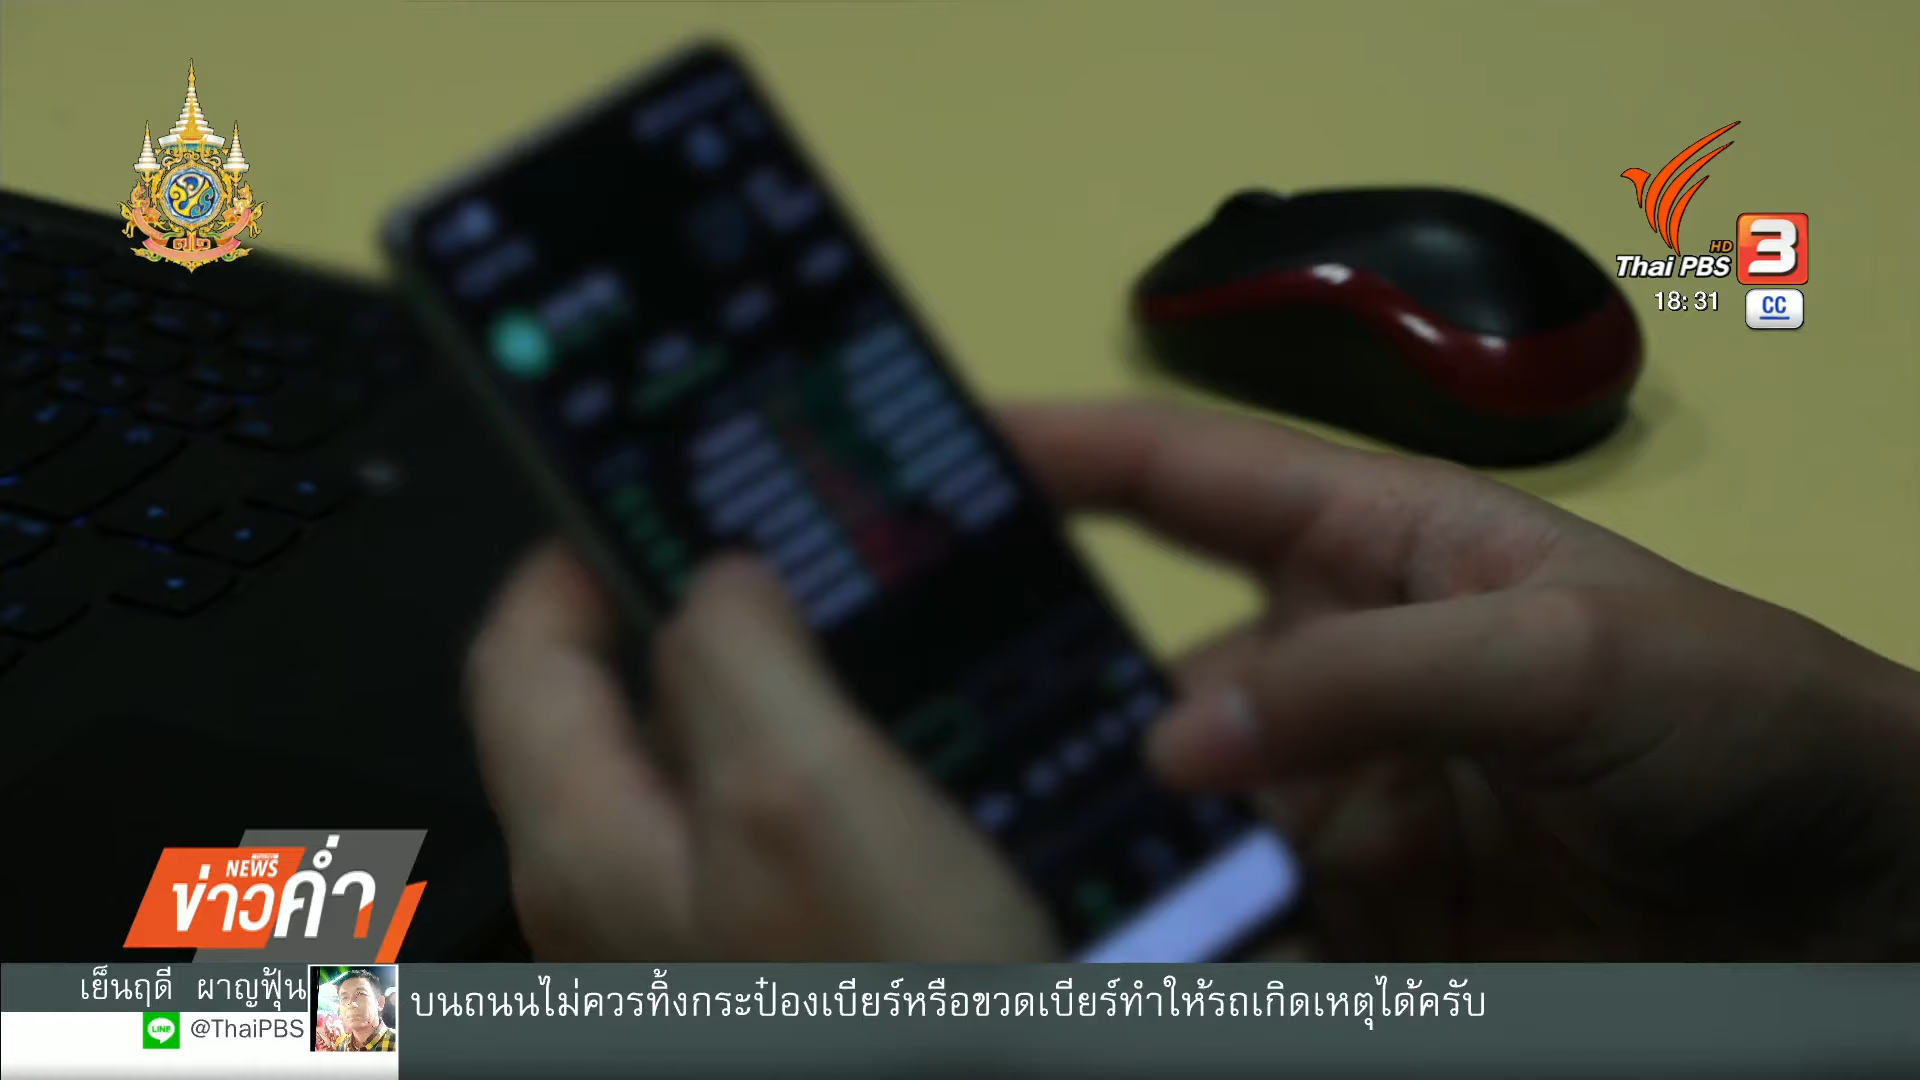 ๗๒
Thai PBS HD 3
18:31 CC
NEWS
ข่าวค่ำ
เย็นฤดี ผาญฟุ้น
LINE @ThaiPBS
บนถนนไม่ควรทิ้งกระป๋องเบียร์หรือขวดเบียร์ทำให้รถเกิดเหตุได้ครับ